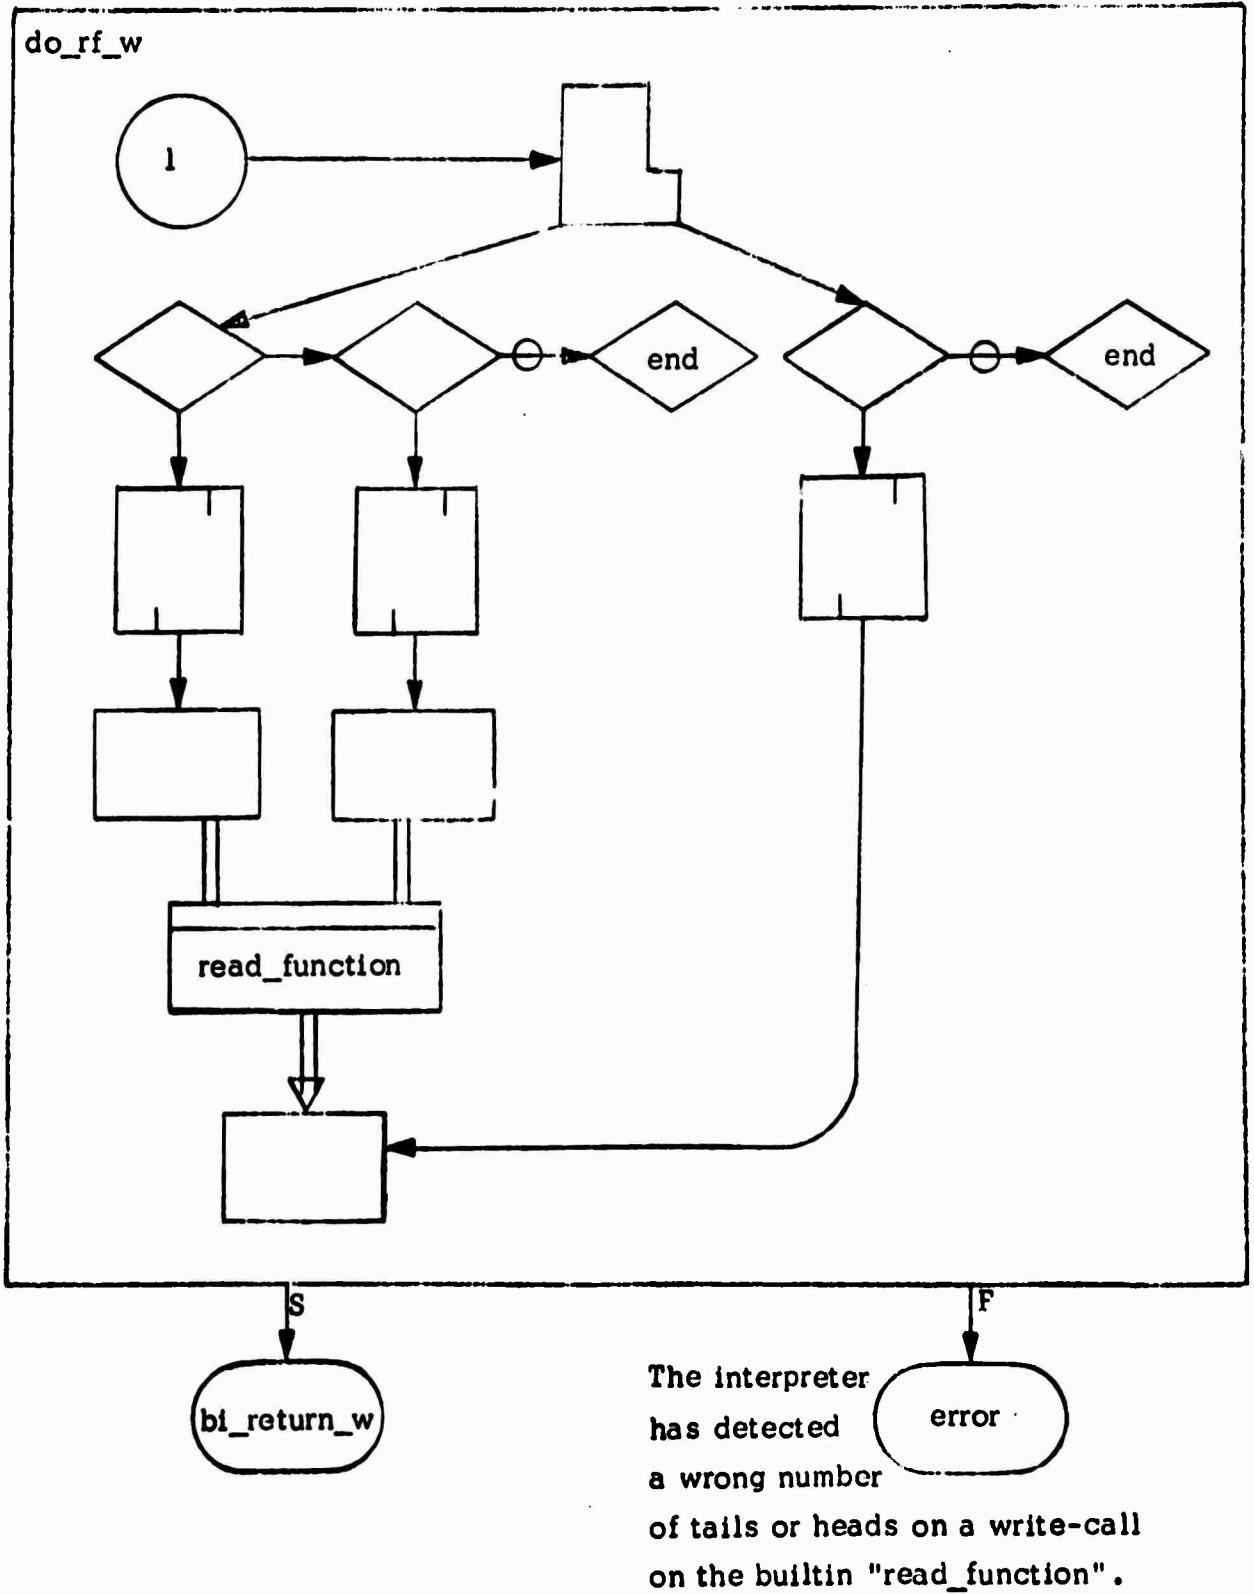 do_rf_w
1
end
end
read_function
S
F
bi_return_w
error
The interpreter
has detected
a wrong number
of tails or heads on a write-call
on the builtin "read_function".